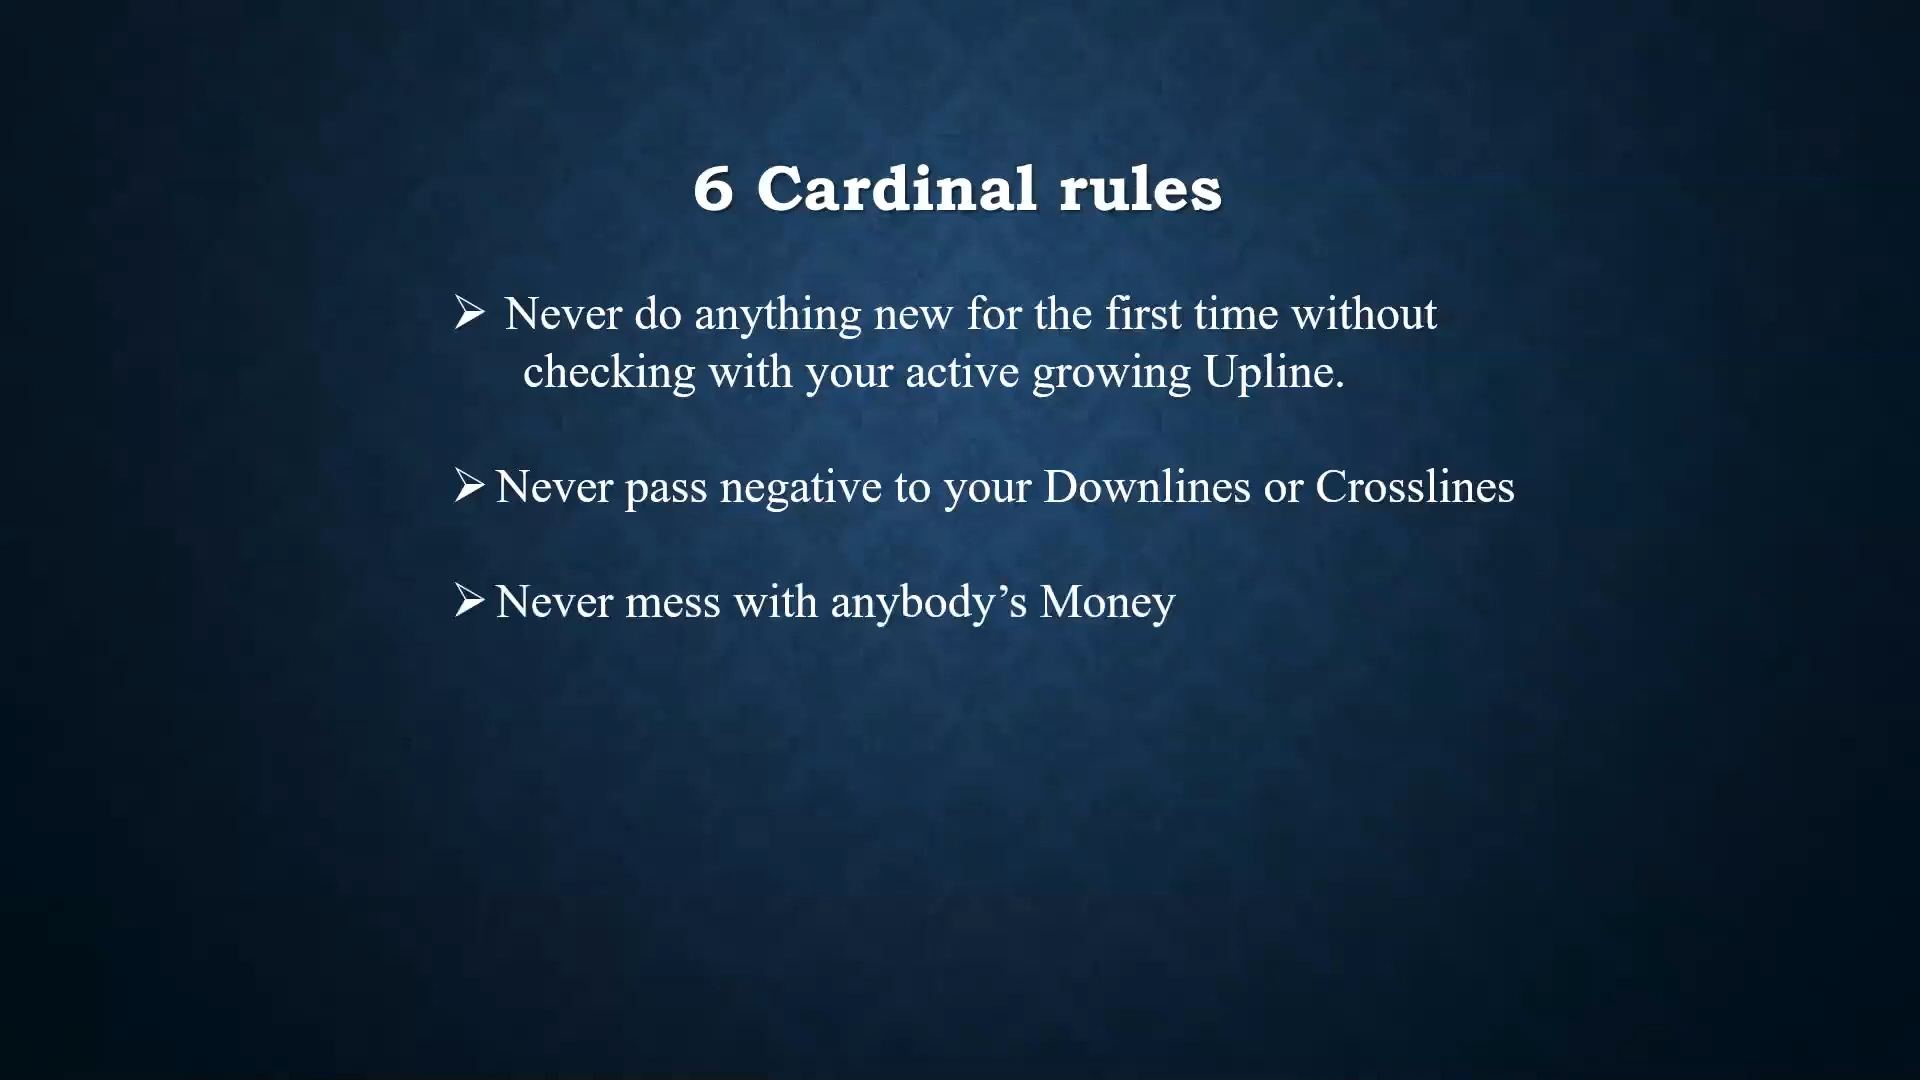 6 Cardinal rules
➢ Never do anything new for the first time without
checking with your active growing Upline.
➢ Never pass negative to your Downlines or Crosslines
➢ Never mess with anybody’s Money